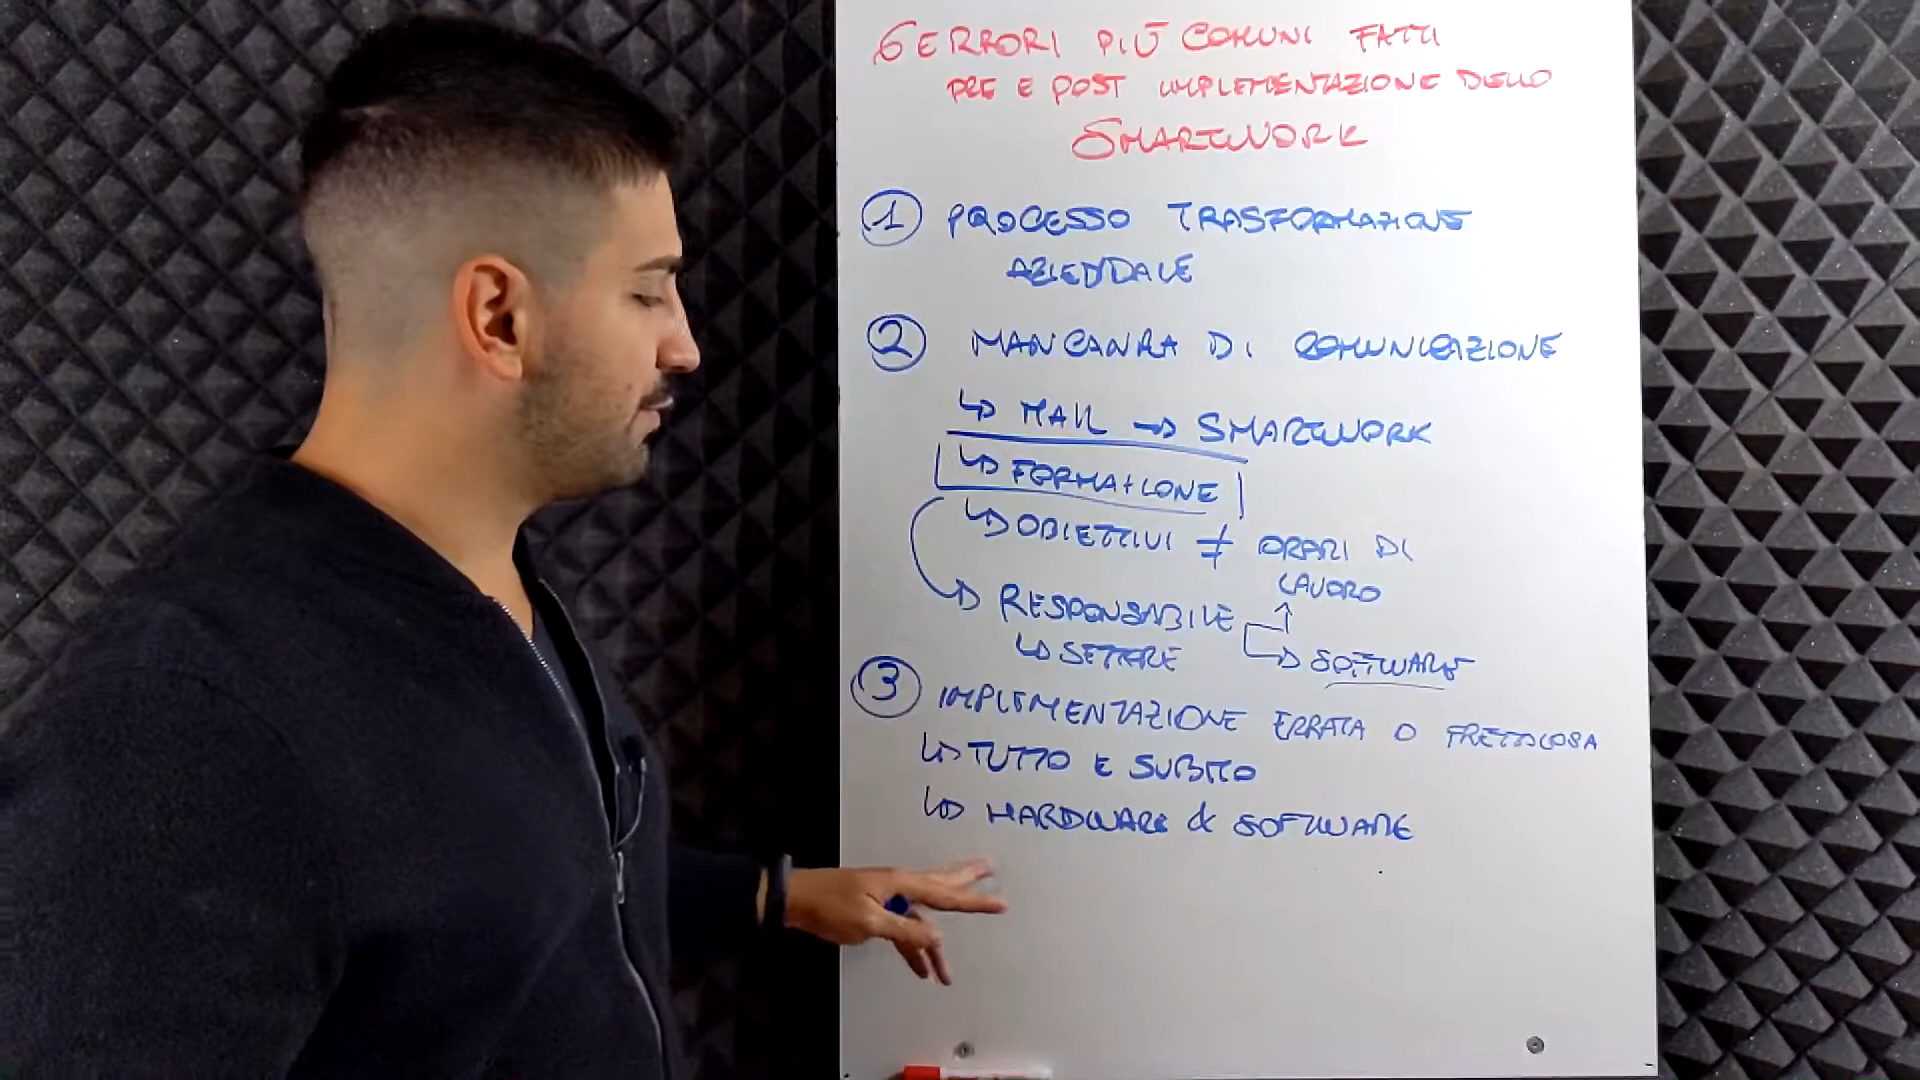 6 ERRORI PIÙ COMUNI FATTI
PRE E POST IMPLEMENTAZIONE DELLO
SMARTWORK
1 PROCESSO TRASFORMAZIONE
AZIENDALE
2 MANCANZA DI COMUNICAZIONE
↳ MAIL → SMARTWORK
↳ FORMAZIONE
↳ OBIETTIVI ≠ ORARI DI
LAVORO
→ RESPONSABILE
↳ SETTORE → SOFTWARE
3 IMPLEMENTAZIONE ERRATA O FRETTOLOSA
↳ TUTTO E SUBITO
↳ HARDWARE & SOFTWARE